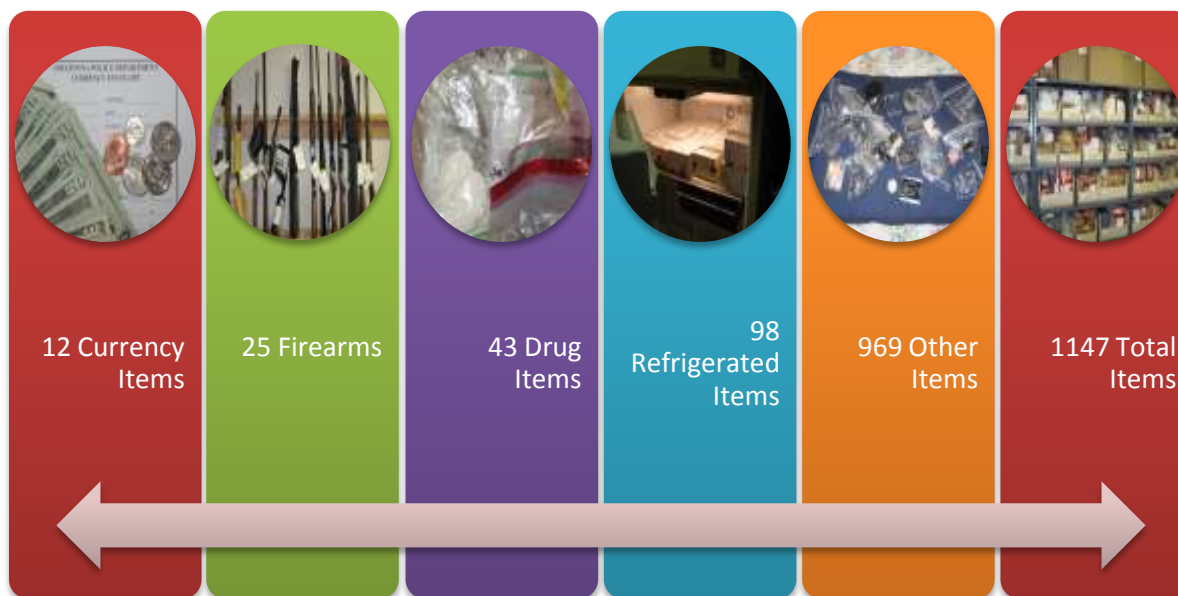 12 Currency
Items
25 Firearms
43 Drug
Items
98
Refrigerated
Items
969 Other
Items
1147 Total
Items